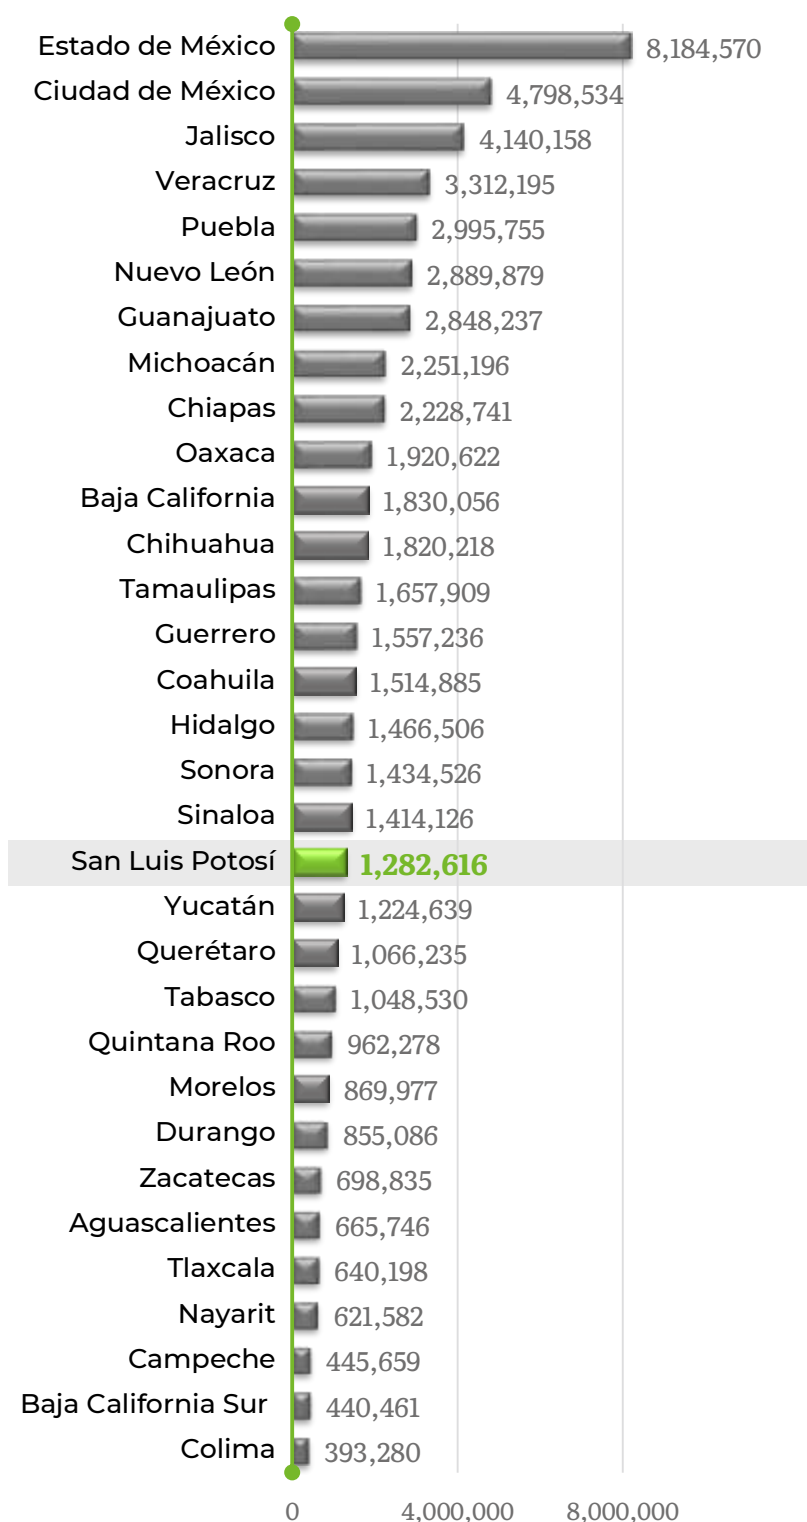 Estado de México 8,184,570
Ciudad de México 4,798,534
Jalisco 4,140,158
Veracruz 3,312,195
Puebla 2,995,755
Nuevo León 2,889,879
Guanajuato 2,848,237
Michoacán 2,251,196
Chiapas 2,228,741
Oaxaca 1,920,622
Baja California 1,830,056
Chihuahua 1,820,218
Tamaulipas 1,657,909
Guerrero 1,557,236
Coahuila 1,514,885
Hidalgo 1,466,506
Sonora 1,434,526
Sinaloa 1,414,126
San Luis Potosí 1,282,616
Yucatán 1,224,639
Querétaro 1,066,235
Tabasco 1,048,530
Quintana Roo 962,278
Morelos 869,977
Durango 855,086
Zacatecas 698,835
Aguascalientes 665,746
Tlaxcala 640,198
Nayarit 621,582
Campeche 445,659
Baja California Sur 440,461
Colima 393,280
0 4,000,000 8,000,000